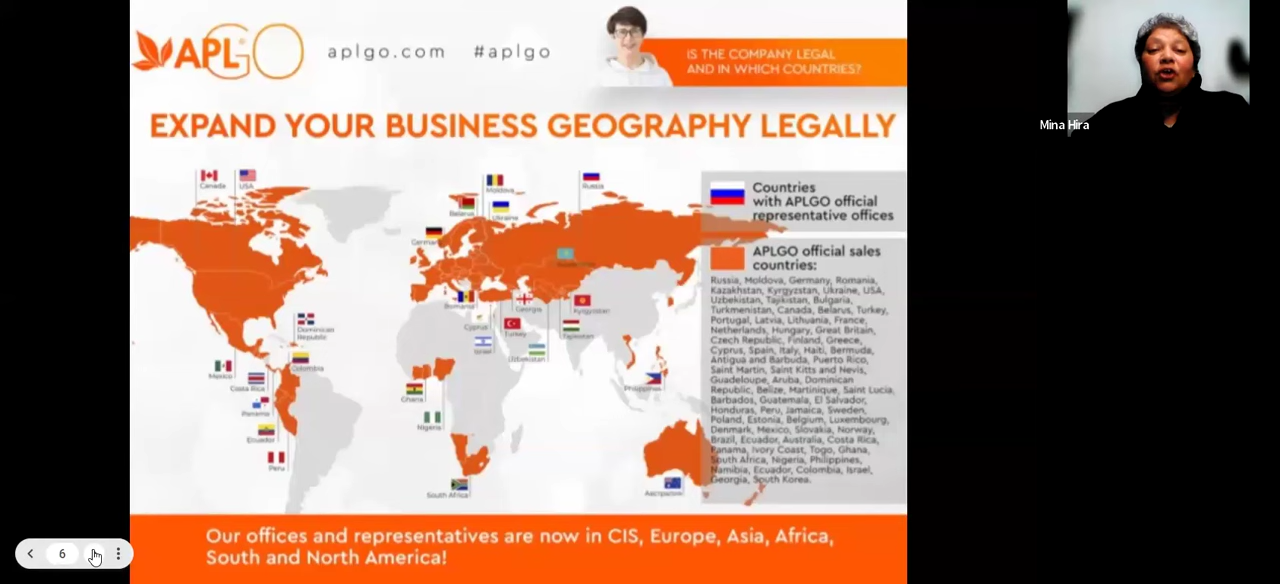 APLGO
aplgo.com #aplgo
IS THE COMPANY LEGAL
AND IN WHICH COUNTRIES?
EXPAND YOUR BUSINESS GEOGRAPHY LEGALLY
Mina Hira
Canada
USA
Moldova
Russia
Belarus
Ukraine
German
Romania
Georgia
Kyrgyzstan
Cyprus
Turkey
Tajikistan
Israel
Uzbekistan
Dominican
Republic
Mexico
Colombia
Costa Rica
Panama
Ecuador
Peru
Ghana
Nigeria
South Africa
Philippines
Австралия
Countries
with APLGO official
representative offices
APLGO official sales
countries:
Russia, Moldova, Germany, Romania,
Kazakhstan, Kyrgyzstan, Ukraine, USA,
Uzbekistan, Tajikistan, Bulgaria,
Turkmenistan, Canada, Belarus, Turkey,
Portugal, Latvia, Lithuania, France,
Netherlands, Hungary, Great Britain,
Czech Republic, Finland, Greece,
Cyprus, Spain, Italy, Haiti, Bermuda,
Antigua and Barbuda, Puerto Rico,
Saint Martin, Saint Kitts and Nevis,
Guadeloupe, Aruba, Dominican
Republic, Belize, Martinique, Saint Lucia,
Barbados, Guatemala, El Salvador,
Honduras, Peru, Jamaica, Sweden,
Poland, Estonia, Belgium, Luxembourg,
Denmark, Mexico, Slovakia, Norway,
Brazil, Ecuador, Australia, Costa Rica,
Panama, Ivory Coast, Togo, Ghana,
South Africa, Nigeria, Philippines,
Namibia, Ecuador, Colombia, Israel,
Georgia, South Korea.
Our offices and representatives are now in CIS, Europe, Asia, Africa,
South and North America!
6